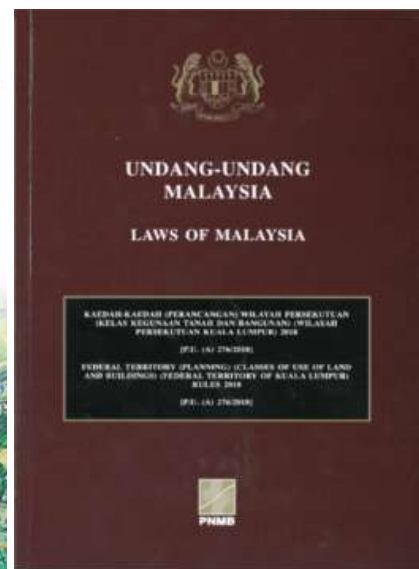 UNDANG-UNDANG
MALAYSIA
LAWS OF MALAYSIA
KAEDAH-KAEDAH (PERANCANGAN) WILAYAH PERSEKUTUAN
(KELAS KEGUNAAN TANAH DAN BANGUNAN) (WILAYAH
PERSEKUTUAN KUALA LUMPUR) 2018
[P.U. (A) 276/2018]
FEDERAL TERRITORY (PLANNING) (CLASSES OF USE OF LAND
AND BUILDINGS) (FEDERAL TERRITORY OF KUALA LUMPUR)
RULES 2018
[P.U. (A) 276/2018]
PNMB